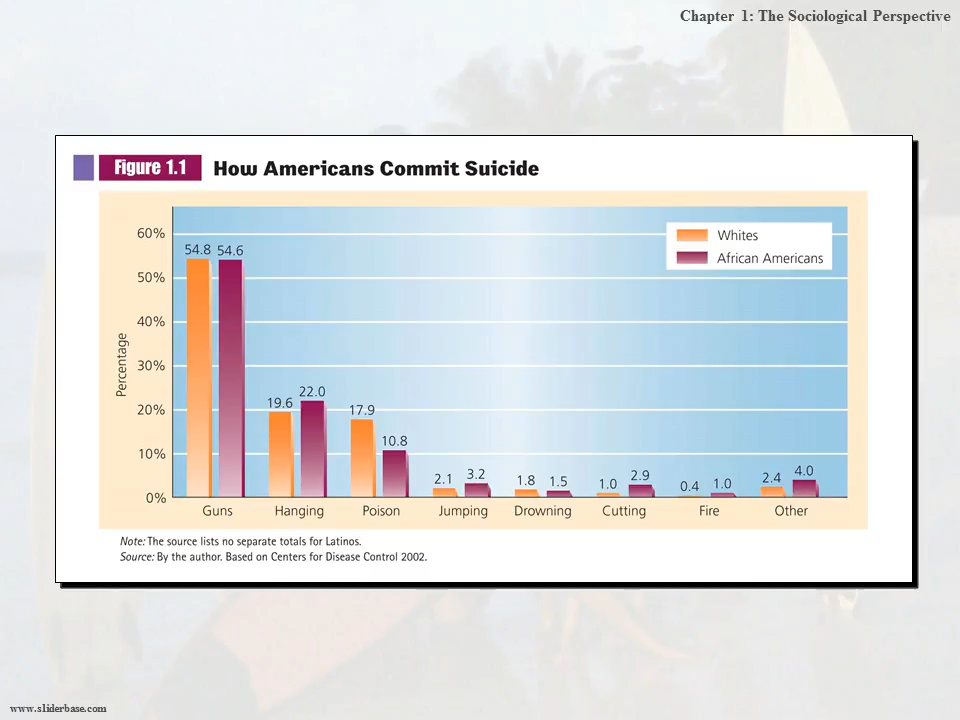 Chapter 1: The Sociological Perspective
Figure 1.1 How Americans Commit Suicide
Percentage
60%
50%
40%
30%
20%
10%
0%
Whites
African Americans
54.8 54.6
19.6 22.0
17.9 10.8
2.1 3.2
1.8 1.5
1.0 2.9
0.4 1.0
2.4 4.0
Guns Hanging Poison Jumping Drowning Cutting Fire Other
Note: The source lists no separate totals for Latinos.
Source: By the author. Based on Centers for Disease Control 2002.
www.sliderbase.com